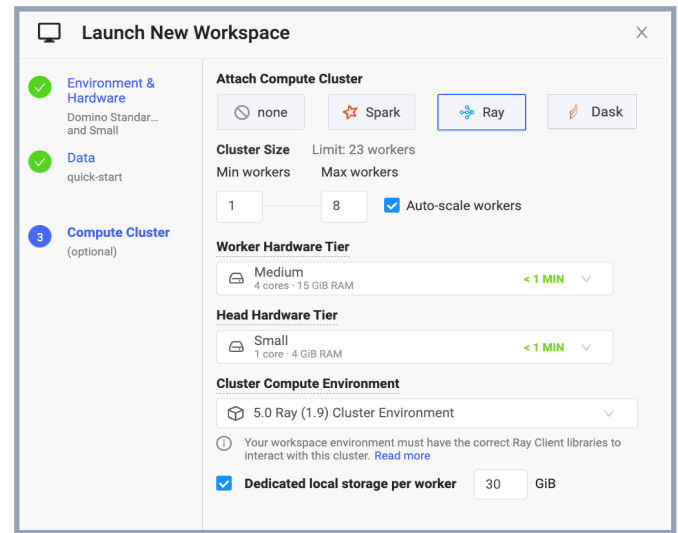 Launch New Workspace
Environment &
Hardware
Domino Standar...
and Small
Data
quick-start
3
Compute Cluster
(optional)
Attach Compute Cluster
none
Spark
Ray
Dask
Cluster Size Limit: 23 workers
Min workers Max workers
1 8 Auto-scale workers
Worker Hardware Tier
Medium
4 cores · 15 GiB RAM
< 1 MIN
Head Hardware Tier
Small
1 core · 4 GiB RAM
< 1 MIN
Cluster Compute Environment
5.0 Ray (1.9) Cluster Environment
Your workspace environment must have the correct Ray Client libraries to
interact with this cluster. Read more
Dedicated local storage per worker 30 GiB